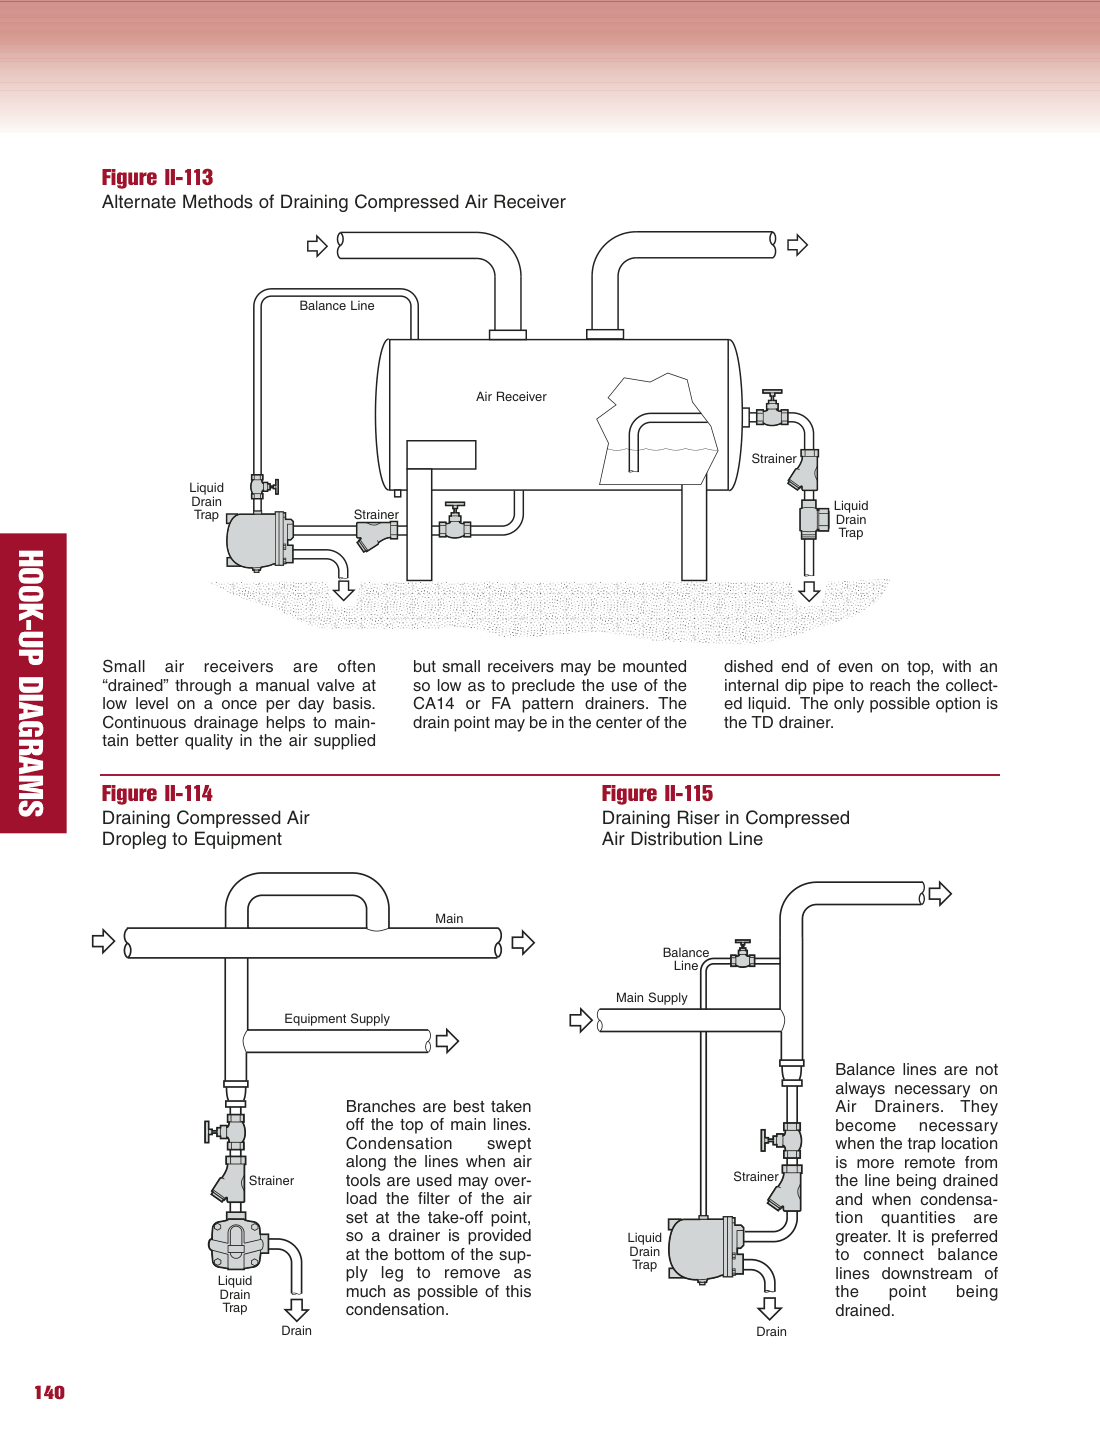 Figure II-113
Alternate Methods of Draining Compressed Air Receiver
Balance Line
Air Receiver
Strainer
Liquid
Drain
Trap
Strainer
Liquid
Drain
Trap
HOOK-UP DIAGRAMS
Small air receivers are often
“drained” through a manual valve at
low level on a once per day basis.
Continuous drainage helps to main-
tain better quality in the air supplied
but small receivers may be mounted
so low as to preclude the use of the
CA14 or FA pattern drainers. The
drain point may be in the center of the
dished end of even on top, with an
internal dip pipe to reach the collect-
ed liquid. The only possible option is
the TD drainer.
Figure II-114
Draining Compressed Air
Dropleg to Equipment
Main
Equipment Supply
Strainer
Liquid
Drain
Trap
Drain
Branches are best taken
off the top of main lines.
Condensation swept
along the lines when air
tools are used may over-
load the filter of the air
set at the take-off point,
so a drainer is provided
at the bottom of the sup-
ply leg to remove as
much as possible of this
condensation.
Figure II-115
Draining Riser in Compressed
Air Distribution Line
Balance
Line
Main Supply
Strainer
Liquid
Drain
Trap
Drain
Balance lines are not
always necessary on
Air Drainers. They
become necessary
when the trap location
is more remote from
the line being drained
and when condensa-
tion quantities are
greater. It is preferred
to connect balance
lines downstream of
the point being
drained.
140